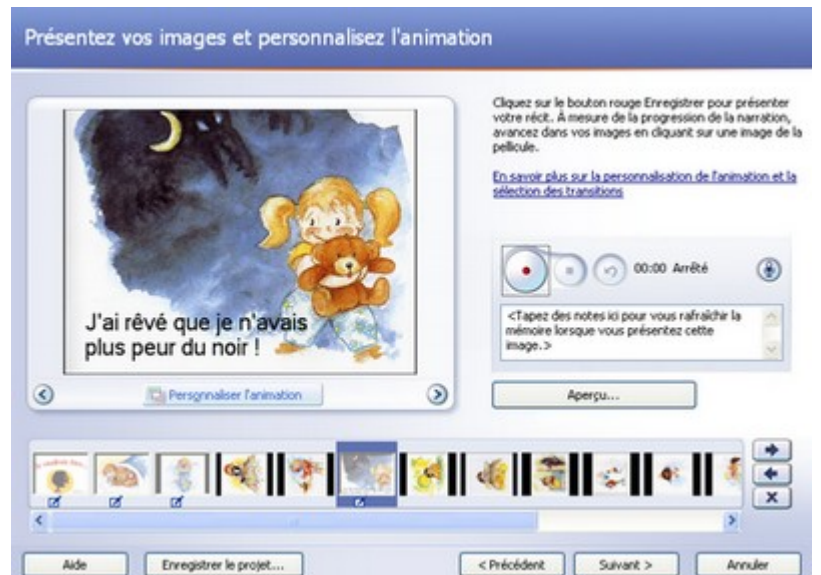 Présentez vos images et personnalisez l'animation
Cliquez sur le bouton rouge Enregistrer pour présenter
votre récit. À mesure de la progression de la narration,
avancez dans vos images en cliquant sur une image de la
pellicule.
En savoir plus sur la personnalisation de l'animation et la
sélection des transitions
J'ai rêvé que je n'avais
plus peur du noir !
Personnaliser l'animation
00:00 Arrêté
<Tapez des notes ici pour vous rafraîchir la
mémoire lorsque vous présentez cette
image.>
Aperçu...
Aide
Enregistrer le projet...
< Précédent
Suivant >
Annuler